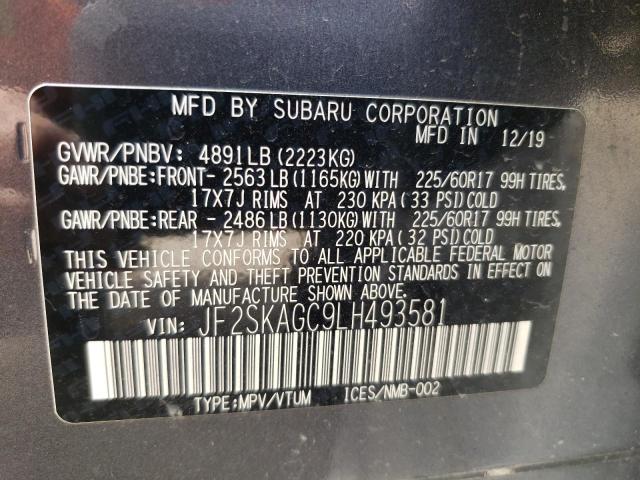 MFD BY SUBARU CORPORATION
MFD IN 12/19
GVWR/PNBV: 4891LB(2223KG)
GAWR/PNBE:FRONT- 2563LB(1165KG)WITH 225/60R17 99H TIRES,
17X7J RIMS AT 230 KPA(33 PSI)COLD
GAWR/PNBE:REAR - 2486LB(1130KG)WITH 225/60R17 99H TIRES,
17X7J RIMS AT 220 KPA(32 PSI)COLD
THIS VEHICLE CONFORMS TO ALL APPLICABLE FEDERAL MOTOR
VEHICLE SAFETY AND THEFT PREVENTION STANDARDS IN EFFECT ON
THE DATE OF MANUFACTURE SHOWN ABOVE.
VIN: JF2SKAGC9LH493581
TYPE:MPV/VTUM ICES/NMB-002